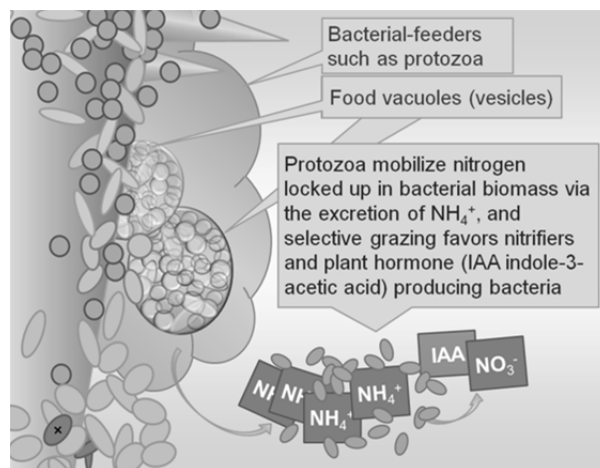 Bacterial-feeders
such as protozoa
Food vacuoles (vesicles)
Protozoa mobilize nitrogen
locked up in bacterial biomass via
the excretion of NH₄⁺, and
selective grazing favors nitrifiers
and plant hormone (IAA indole-3-
acetic acid) producing bacteria
IAA
NO₃⁻
NH₄⁺
NH₄⁺
×